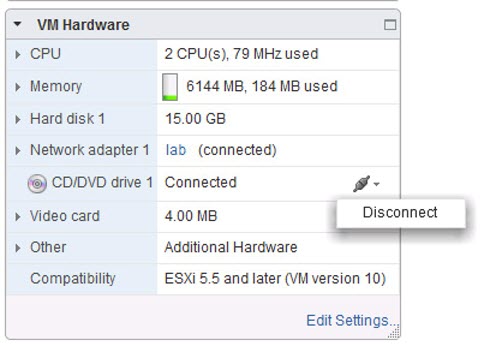 VM Hardware
CPU 2 CPU(s), 79 MHz used
Memory 6144 MB, 184 MB used
Hard disk 1 15.00 GB
Network adapter 1 lab (connected)
CD/DVD drive 1 Connected
Disconnect
Video card 4.00 MB
Other Additional Hardware
Compatibility ESXi 5.5 and later (VM version 10)
Edit Settings...